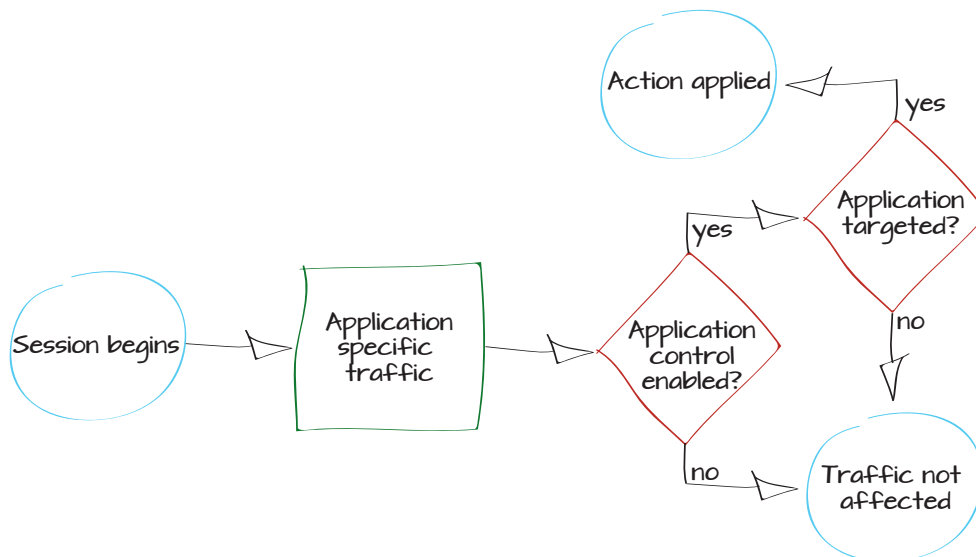 Action applied
yes
Application
targeted?
yes
Session begins
Application
specific
traffic
Application
control
enabled?
no
no
Traffic not
affected